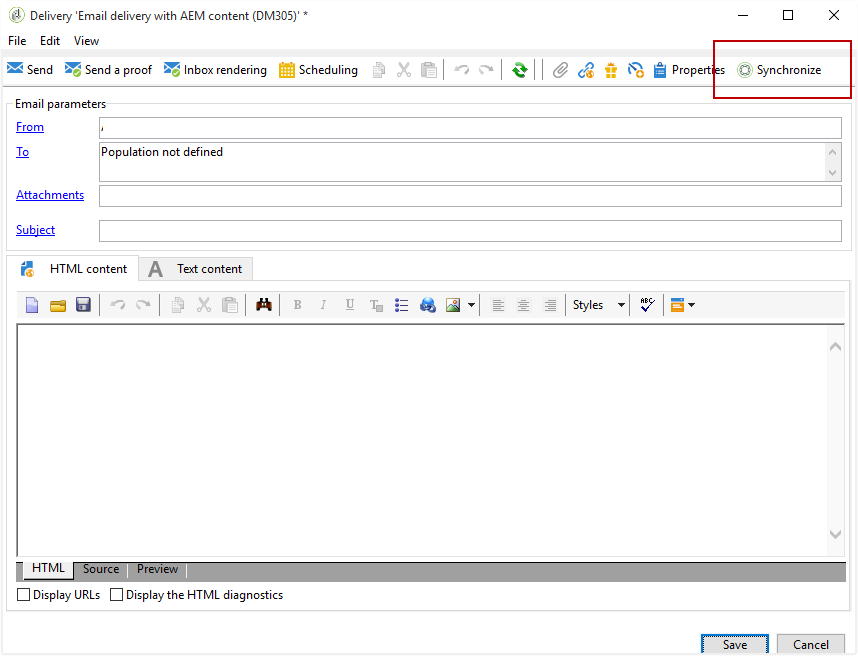 Delivery 'Email delivery with AEM content (DM305)' *
File Edit View
Send Send a proof Inbox rendering Scheduling Properties Synchronize
Email parameters
From
To Population not defined
Attachments
Subject
HTML content A Text content
B I U T Styles ABC
HTML Source Preview
Display URLs Display the HTML diagnostics
Save Cancel